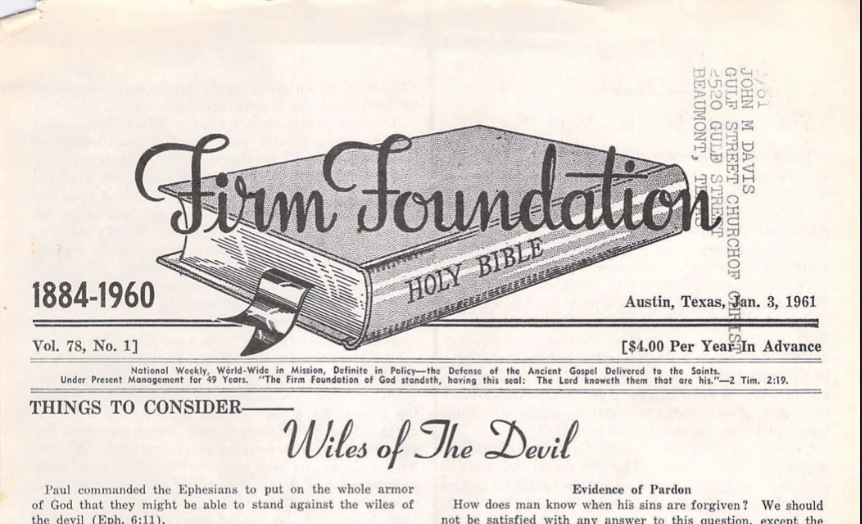 2/61
JOHN M DAVIS
GULF STREET CHURCHOF CHRIST
2520 GULB STREET
BEAUMONT,
Firm Foundation
HOLY BIBLE
1884-1960
Austin, Texas, Jan. 3, 1961
Vol. 78, No. 1]
[$4.00 Per Year In Advance
National Weekly, World-Wide in Mission, Definite in Policy—the Defense of the Ancient Gospel Delivered to the Saints.
Under Present Management for 49 Years. "The Firm Foundation of God standeth, having this seal: The Lord knoweth them that are his."—2 Tim. 2:19.
THINGS TO CONSIDER——
Wiles of The Devil
Paul commanded the Ephesians to put on the whole armor
of God that they might be able to stand against the wiles of
the devil (Eph. 6:11).
Evidence of Pardon
How does man know when his sins are forgiven? We should
not be satisfied with any answer to this question, except the